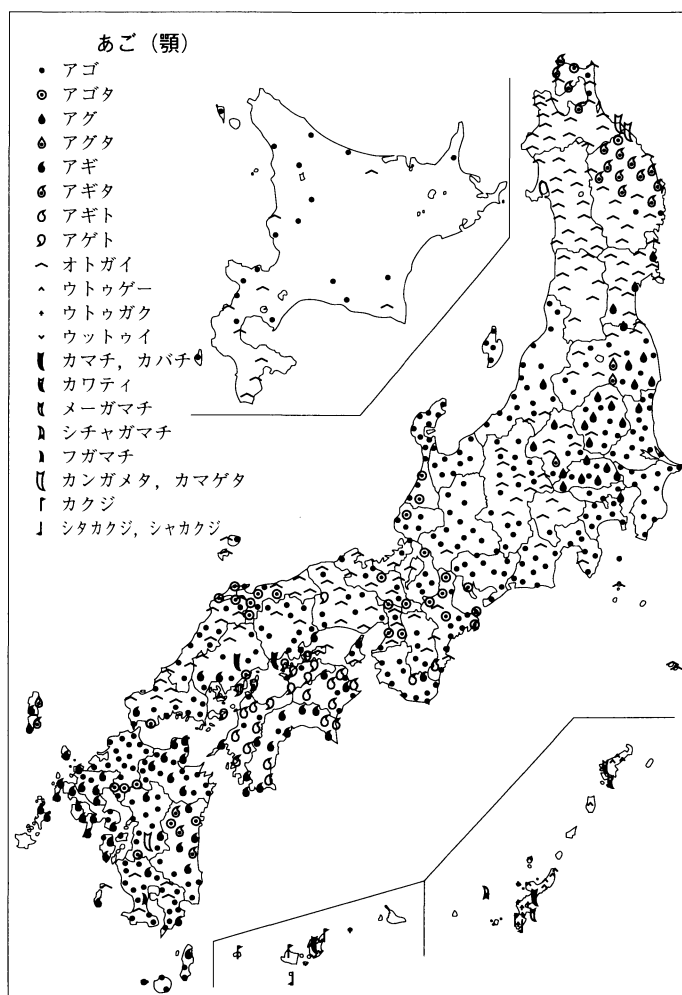 あご（顎）
アゴ
アゴタ
アグ
アグタ
アギ
アギタ
アギト
アゲト
オトガイ
ウトゥゲー
ウトゥガク
ウットゥイ
カマチ，カバチ
カワティ
メーガマチ
シチャガマチ
フガマチ
カンガメタ，カマゲタ
カクジ
シタカクジ，シャカクジ